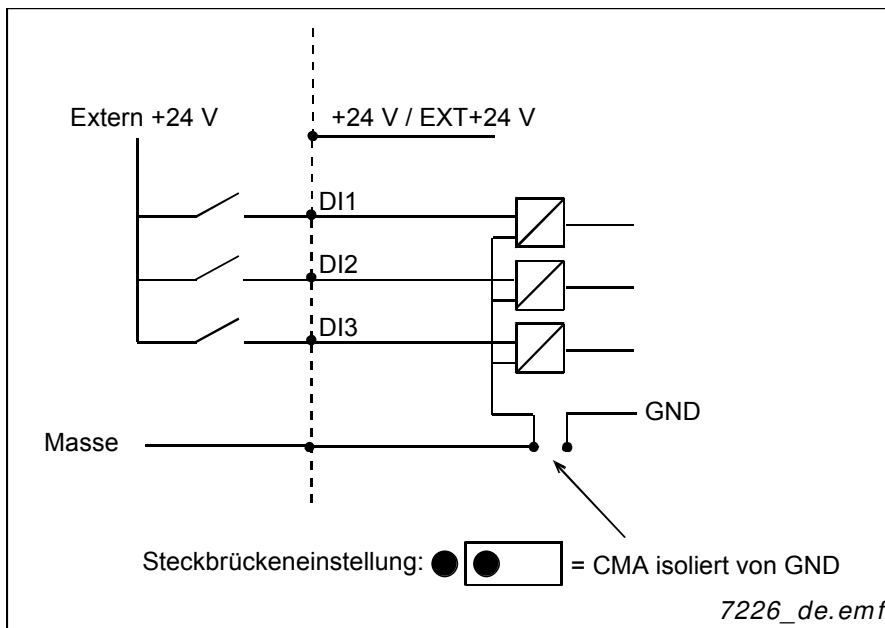 Extern +24 V
+24 V / EXT+24 V
DI1
DI2
DI3
GND
Masse
Steckbrückeneinstellung:
= CMA isoliert von GND
7226_de.emf